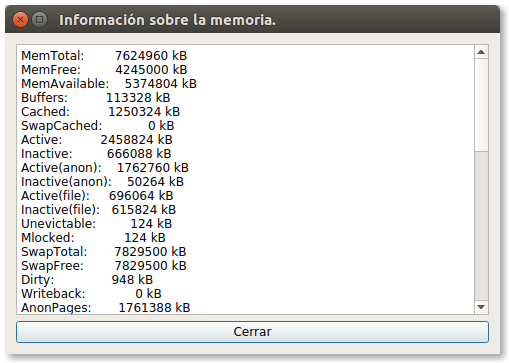 Información sobre la memoria.
MemTotal: 7624960 kB
MemFree: 4245000 kB
MemAvailable: 5374804 kB
Buffers: 113328 kB
Cached: 1250324 kB
SwapCached: 0 kB
Active: 2458824 kB
Inactive: 666088 kB
Active(anon): 1762760 kB
Inactive(anon): 50264 kB
Active(file): 696064 kB
Inactive(file): 615824 kB
Unevictable: 124 kB
Mlocked: 124 kB
SwapTotal: 7829500 kB
SwapFree: 7829500 kB
Dirty: 948 kB
Writeback: 0 kB
AnonPages: 1761388 kB
Cerrar